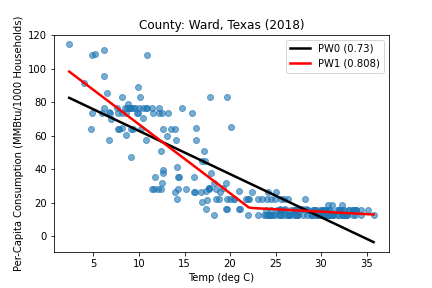 County: Ward, Texas (2018)
Per-Capita Consumption (MMBtu/1000 Households)
120
100
80
60
40
20
0
PW0 (0.73)
PW1 (0.808)
5 10 15 20 25 30 35
Temp (deg C)